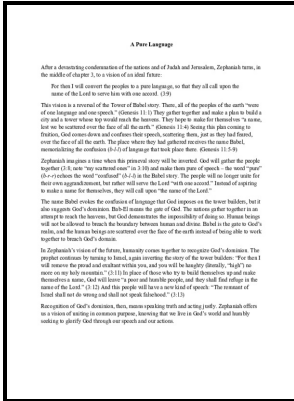 A Pure Language
After a devastating condemnation of the nations and of Judah and Jerusalem, Zephaniah turns, in
the middle of chapter 3, to a vision of an ideal future:
For then I will convert the peoples to a pure language, so that they all call upon the
name of the Lord to serve him with one accord. (3:9)
This vision is a reversal of the Tower of Babel story. There, all of the peoples of the earth "were
of one language and one speech." (Genesis 11:1) They gather together and make a plan to build a
city and a tower whose top would reach the heavens. They hope to make for themselves "a name,
lest we be scattered over the face of all the earth." (Genesis 11:4) Seeing this plan coming to
fruition, God comes down and confuses their speech, scattering them, just as they had feared,
over the face of all the earth. The place where they had gathered receives the name Babel,
memorializing the confusion (b-l-l) of language that took place there. (Genesis 11:5-9)
Zephaniah imagines a time when this primeval story will be inverted. God will gather the people
together (3:8; note "my scattered ones" in 3:10) and make them pure of speech – the word "pure"
(b-r-r) echoes the word "confused" (b-l-l) in the Babel story. The people will no longer unite for
their own aggrandizement, but rather will serve the Lord "with one accord." Instead of aspiring
to make a name for themselves, they will call upon "the name of the Lord."
The name Babel evokes the confusion of language that God imposes on the tower builders, but it
also suggests God's dominion. Bab-El means the gate of God. The nations gather together in an
attempt to reach the heavens, but God demonstrates the impossibility of doing so. Human beings
will not be allowed to breach the boundary between human and divine. Babel is the gate to God's
realm, and the human beings are scattered over the face of the earth instead of being able to work
together to breach God's domain.
In Zephaniah's vision of the future, humanity comes together to recognize God's dominion. The
prophet continues by turning to Israel, again inverting the story of the tower builders: "For then I
will remove the proud and exultant within you, and you will be haughty (literally, "high") no
more on my holy mountain." (3:11) In place of those who try to build themselves up and make
themselves a name, God will leave "a poor and humble people, and they shall find refuge in the
name of the Lord." (3:12) And this people will have a new kind of speech: "The remnant of
Israel shall not do wrong and shall not speak falsehood." (3:13)
Recognition of God's dominion, then, means speaking truth and acting justly. Zephaniah offers
us a vision of uniting in common purpose, knowing that we live in God's world and humbly
seeking to glorify God through our speech and our actions.